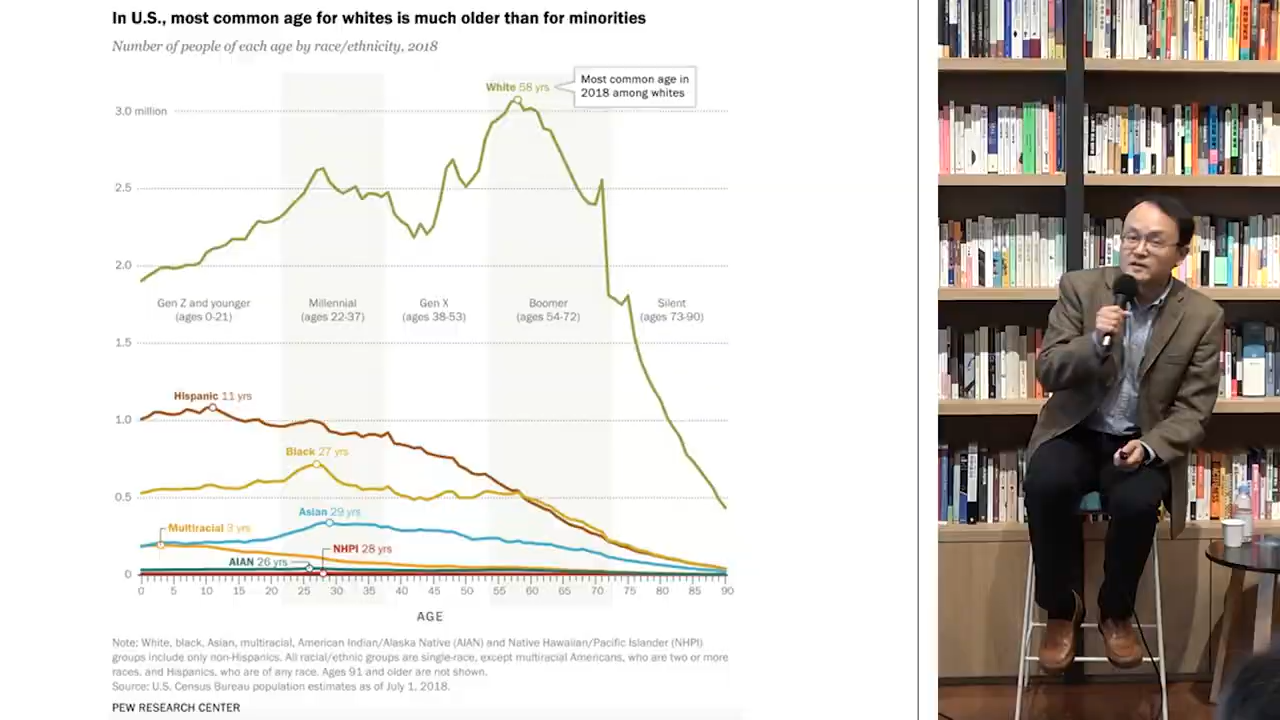 In U.S., most common age for whites is much older than for minorities
Number of people of each age by race/ethnicity, 2018
White 58 yrs
Most common age in
2018 among whites
3.0 million
2.5
2.0
Gen Z and younger
(ages 0-21)
Millennial
(ages 22-37)
Gen X
(ages 38-53)
Boomer
(ages 54-72)
Silent
(ages 73-90)
1.5
Hispanic 11 yrs
1.0
Black 27 yrs
0.5
Asian 29 yrs
Multiracial 3 yrs
NHPI 28 yrs
AIAN 26 yrs
0
0 5 10 15 20 25 30 35 40 45 50 55 60 65 70 75 80 85 90
AGE
Note: White, black, Asian, multiracial, American Indian/Alaska Native (AIAN) and Native Hawaiian/Pacific Islander (NHPI)
groups include only non-Hispanics. All racial/ethnic groups are single-race, except multiracial Americans, who are two or more
races, and Hispanics, who are of any race. Ages 91 and older are not shown.
Source: U.S. Census Bureau population estimates as of July 1, 2018.
PEW RESEARCH CENTER